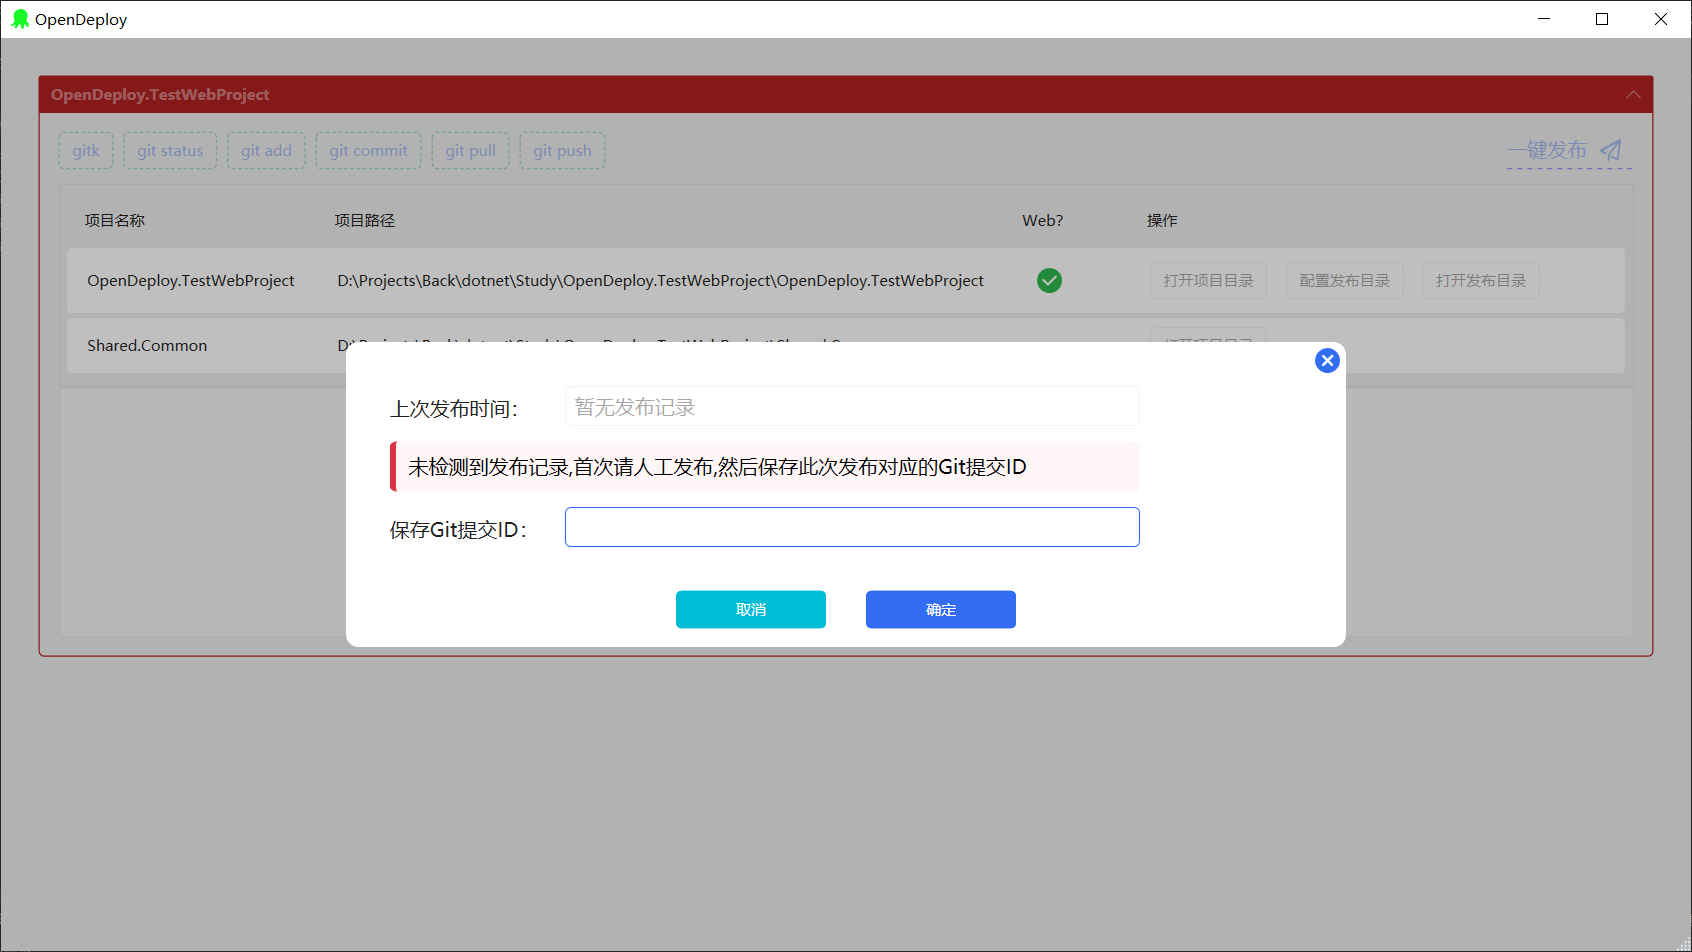 OpenDeploy
OpenDeploy.TestWebProject
gitk git status git add git commit git pull git push 一键发布
项目名称 项目路径 Web? 操作
OpenDeploy.TestWebProject D:\Projects\Back\dotnet\Study\OpenDeploy.TestWebProject\OpenDeploy.TestWebProject 打开项目目录 配置发布目录 打开发布目录
Shared.Common
上次发布时间： 暂无发布记录
未检测到发布记录,首次请人工发布,然后保存此次发布对应的Git提交ID
保存Git提交ID：
取消 确定